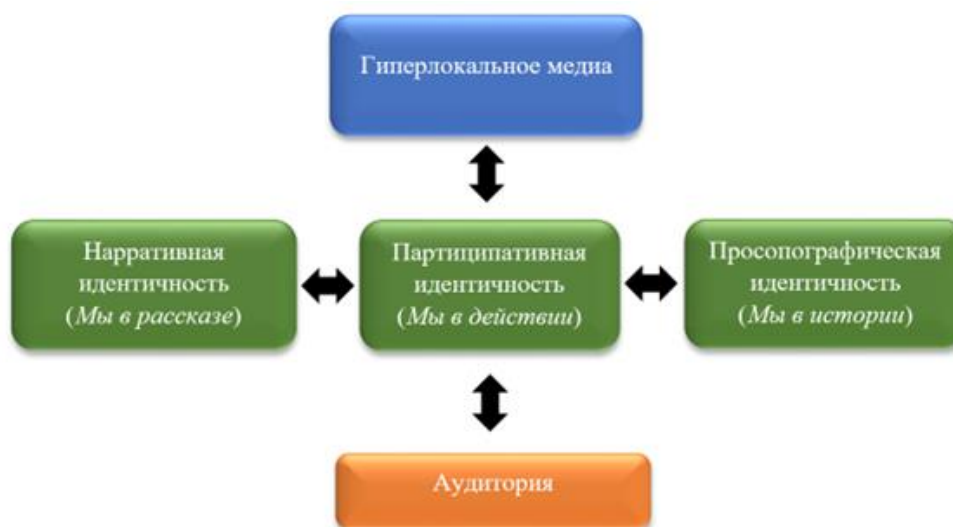 Гиперлокальное медиа
Нарративная
идентичность
(Мы в рассказе)
Партиципативная
идентичность
(Мы в действии)
Просопографическая
идентичность
(Мы в истории)
Аудитория